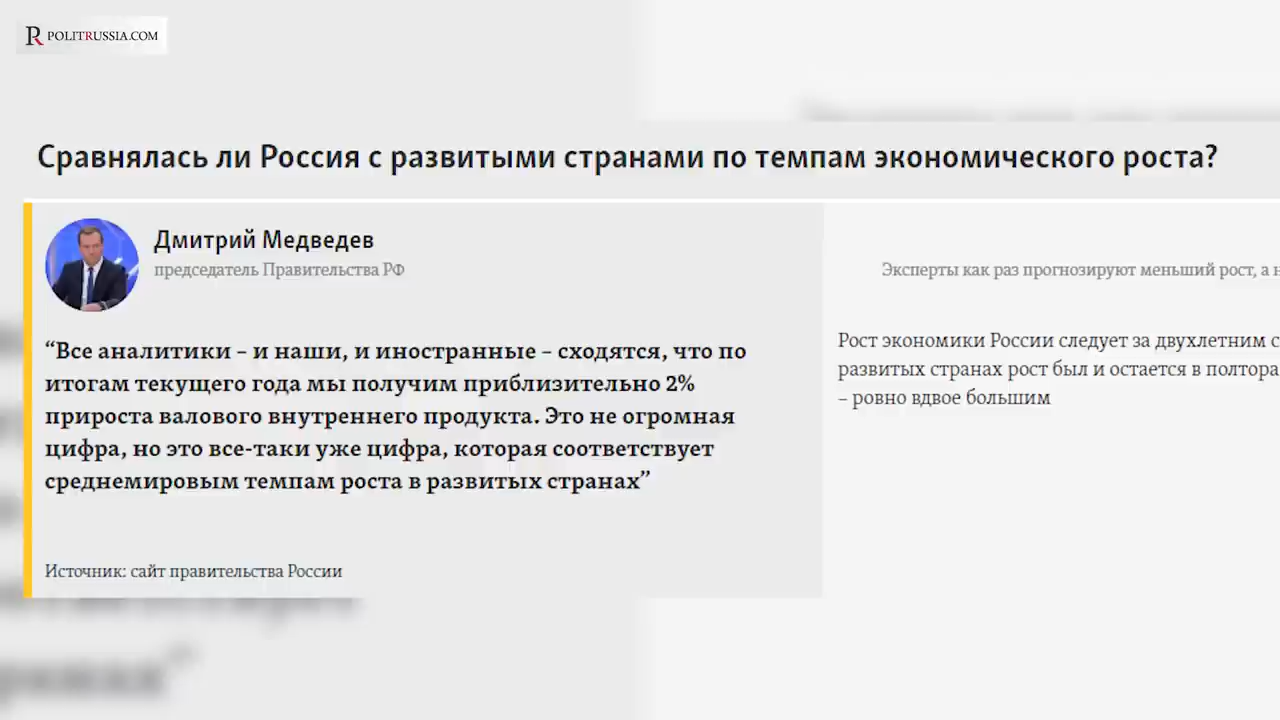 POLITRUSSIA.COM
Сравнялась ли Россия с развитыми странами по темпам экономического роста?
Дмитрий Медведев
председатель Правительства РФ
“Все аналитики – и наши, и иностранные – сходятся, что по
итогам текущего года мы получим приблизительно 2%
прироста валового внутреннего продукта. Это не огромная
цифра, но это все-таки уже цифра, которая соответствует
среднемировым темпам роста в развитых странах”
Источник: сайт правительства России
Эксперты как раз прогнозируют меньший рост, а
Рост экономики России следует за двухлетним
развитых странах рост был и остается в полтора
– ровно вдвое большим